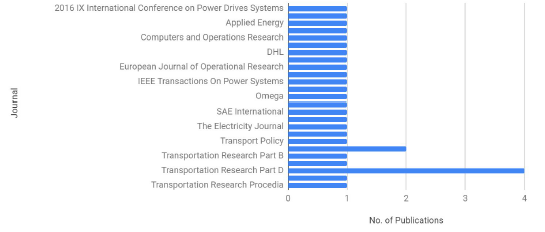 2016 IX International Conference on Power Drives Systems
Applied Energy
Computers and Operations Research
DHL
European Journal of Operational Research
IEEE Transactions On Power Systems
Omega
SAE International
The Electricity Journal
Transport Policy
Transportation Research Part B
Transportation Research Part D
Transportation Research Procedia
Journal
0 1 2 3 4
No. of Publications